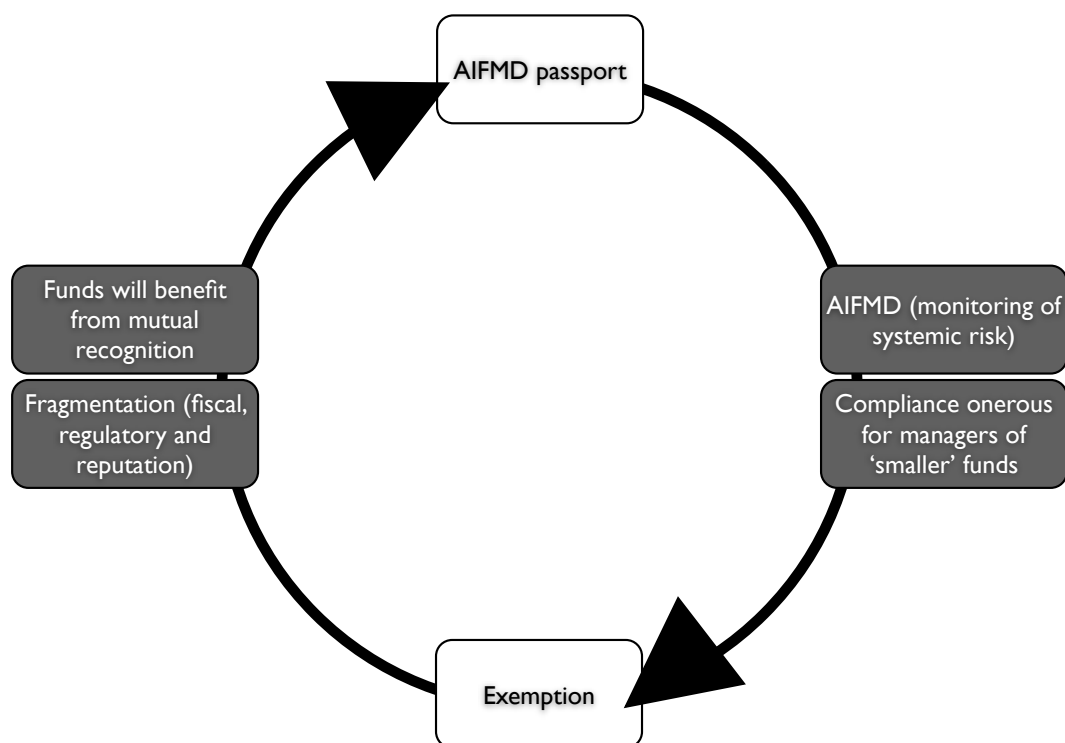 AIFMD passport
Funds will benefit
from mutual
recognition
Fragmentation (fiscal,
regulatory and
reputation)
AIFMD (monitoring of
systemic risk)
Compliance onerous
for managers of
‘smaller’ funds
Exemption